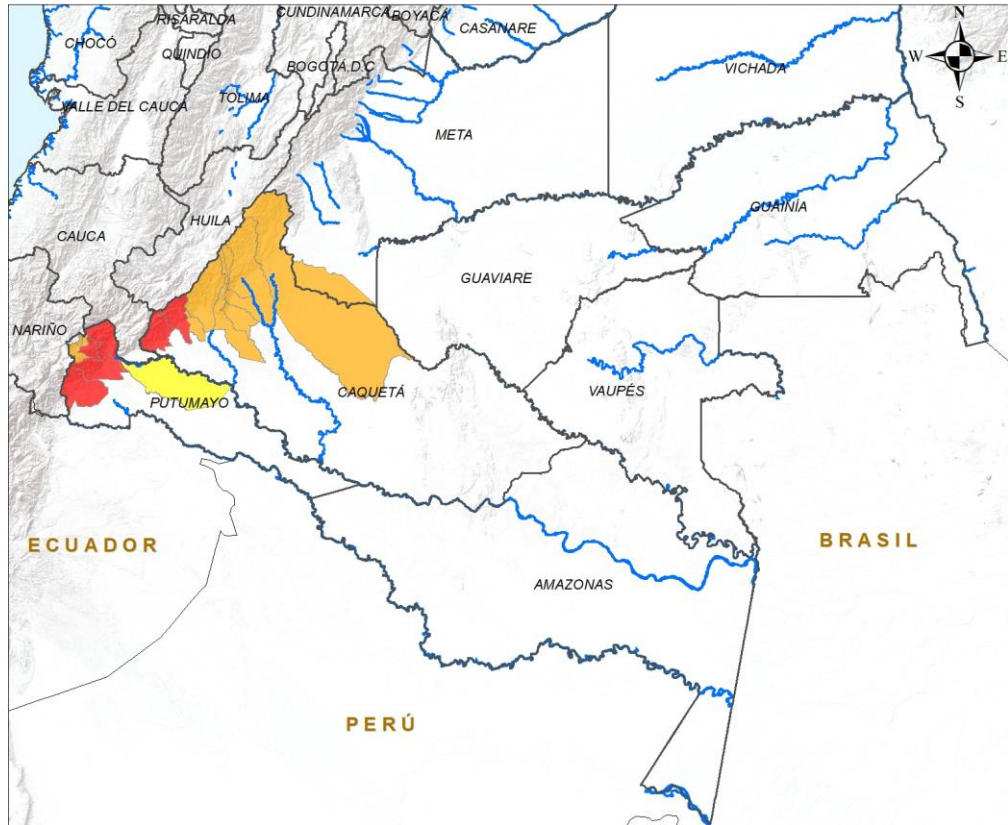 CUNDINAMARCA
BOYACÁ
RISARALDA
CASANARE
N
CHOCÓ
QUINDÍO
BOGOTÁ D.C
VICHADA
W
E
S
VALLE DEL CAUCA
TOLIMA
META
GUAINÍA
HUILA
CAUCA
GUAVIARE
NARIÑO
CAQUETÁ
VAUPÉS
PUTUMAYO
ECUADOR
BRASIL
AMAZONAS
PERÚ